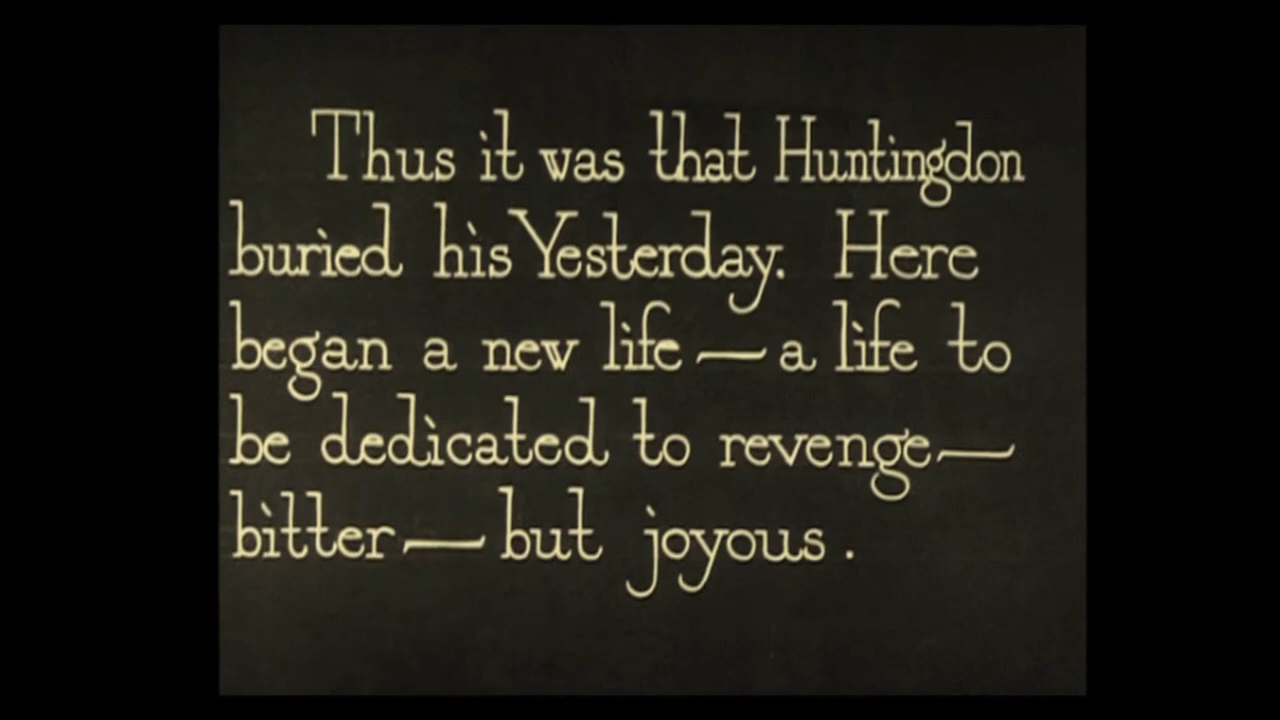 Thus it was that Huntingdon
buried his Yesterday. Here
began a new life — a life to
be dedicated to revenge —
bitter — but joyous.